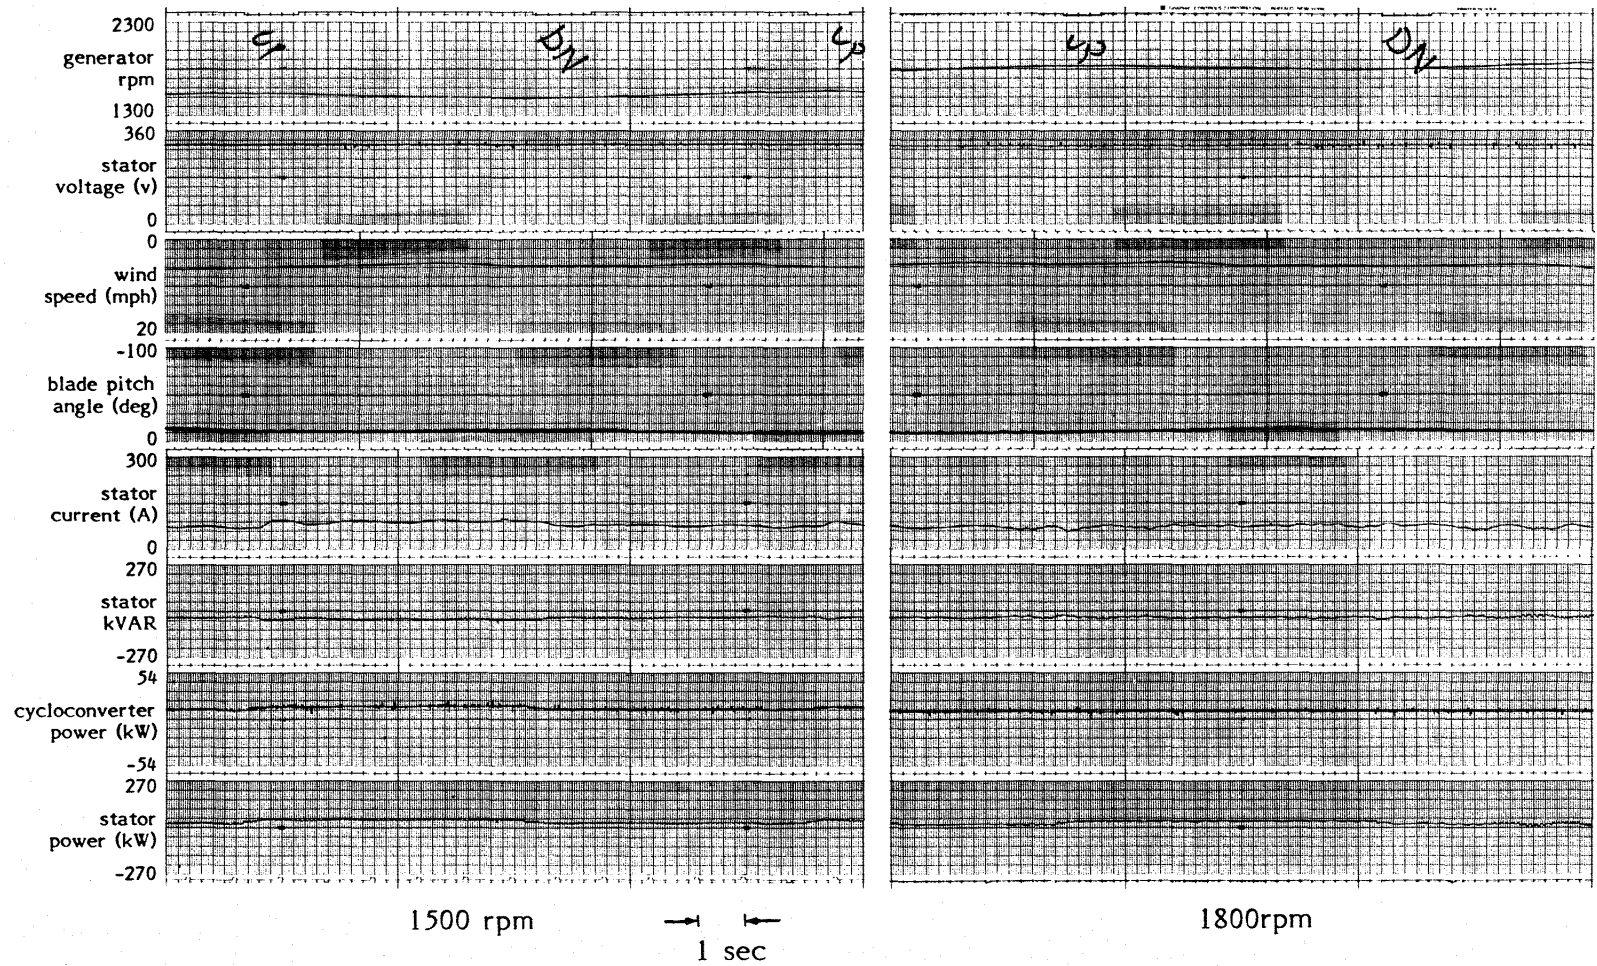 2300
generator
rpm
1300
UP DN UP UP DN
360
stator
voltage (v)
0
0
wind
speed (mph)
20
-100
blade pitch
angle (deg)
0
300
stator
current (A)
0
270
stator
kVAR
-270
54
cycloconverter
power (kW)
-54
270
stator
power (kW)
-270
1500 rpm
1 sec
1800rpm